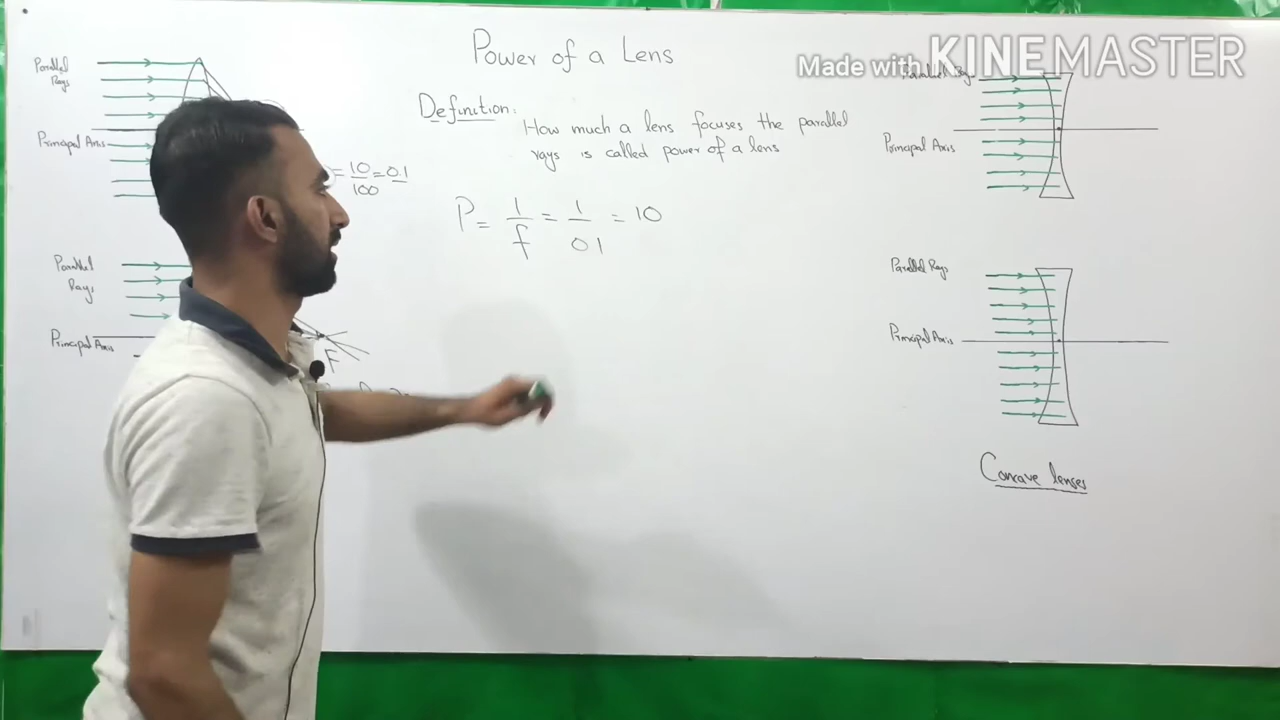 Power of a Lens
Made with KINEMASTER
Parallel
Rays
Principal Axis
= 10/100 = 0.1
Definition:
How much a lens focuses the parallel
rays is called power of a lens
P = 1/f = 1/01 = 10
Parallel
Rays
Principal Axis
F
Principal Axis
Parallel Rays
Principal Axis
Concave lenses